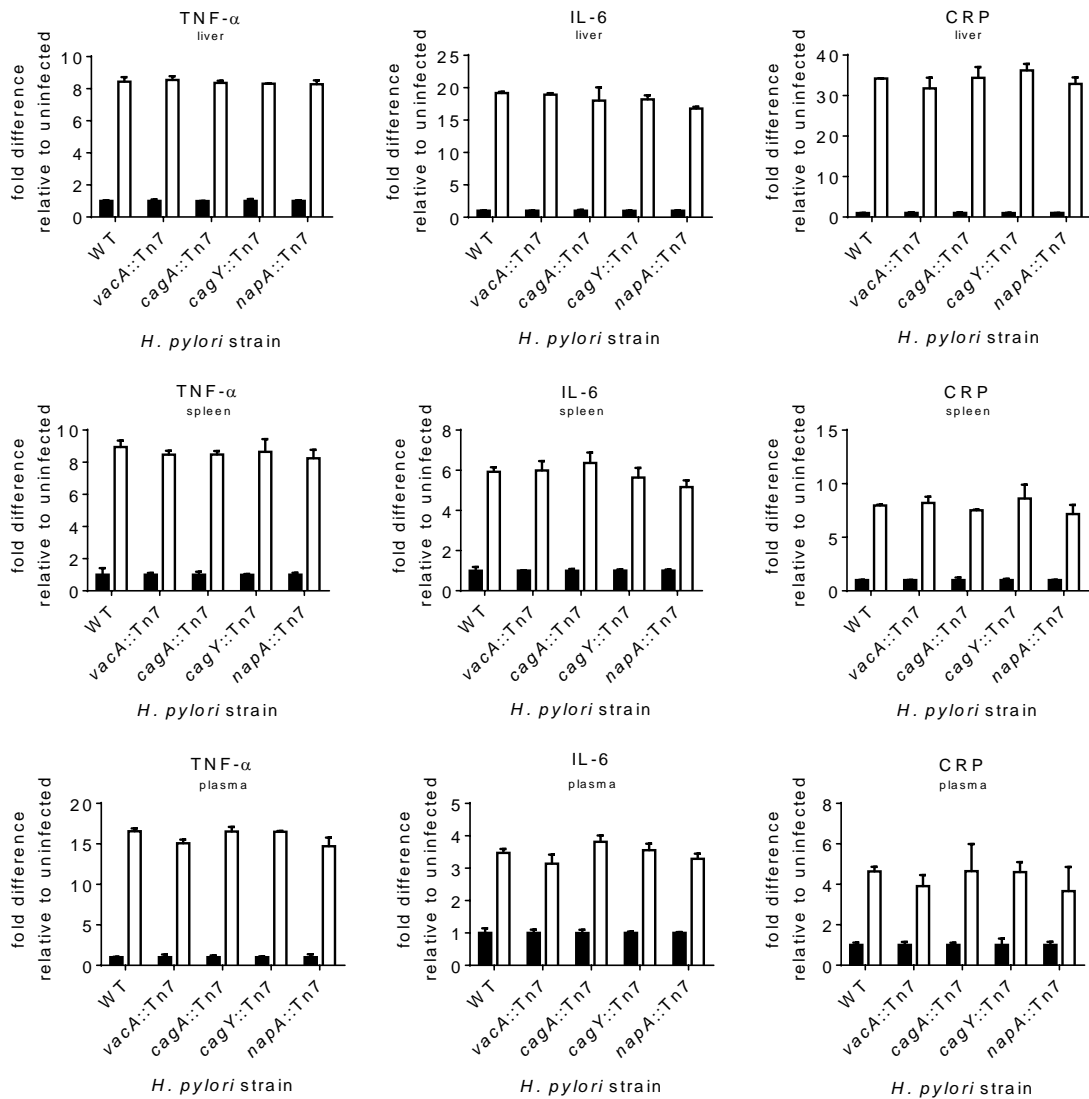 TNF-α
liver
fold difference
relative to uninfected
10
8
6
4
2
0
WT
vacA::Tn7
cagA::Tn7
cagY::Tn7
napA::Tn7
H. pylori strain
IL-6
liver
fold difference
relative to uninfected
25
20
15
10
5
0
WT
vacA::Tn7
cagA::Tn7
cagY::Tn7
napA::Tn7
H. pylori strain
CRP
liver
fold difference
relative to uninfected
40
30
20
10
0
WT
vacA::Tn7
cagA::Tn7
cagY::Tn7
napA::Tn7
H. pylori strain
TNF-α
spleen
fold difference
relative to uninfected
10
8
6
4
2
0
WT
vacA::Tn7
cagA::Tn7
cagY::Tn7
napA::Tn7
H. pylori strain
IL-6
spleen
fold difference
relative to uninfected
8
6
4
2
0
WT
vacA::Tn7
cagA::Tn7
cagY::Tn7
napA::Tn7
H. pylori strain
CRP
spleen
fold difference
relative to uninfected
15
10
5
0
WT
vacA::Tn7
cagA::Tn7
cagY::Tn7
napA::Tn7
H. pylori strain
TNF-α
plasma
fold difference
relative to uninfected
20
15
10
5
0
WT
vacA::Tn7
cagA::Tn7
cagY::Tn7
napA::Tn7
H. pylori strain
IL-6
plasma
fold difference
relative to uninfected
5
4
3
2
1
0
WT
vacA::Tn7
cagA::Tn7
cagY::Tn7
napA::Tn7
H. pylori strain
CRP
plasma
fold difference
relative to uninfected
8
6
4
2
0
WT
vacA::Tn7
cagA::Tn7
cagY::Tn7
napA::Tn7
H. pylori strain